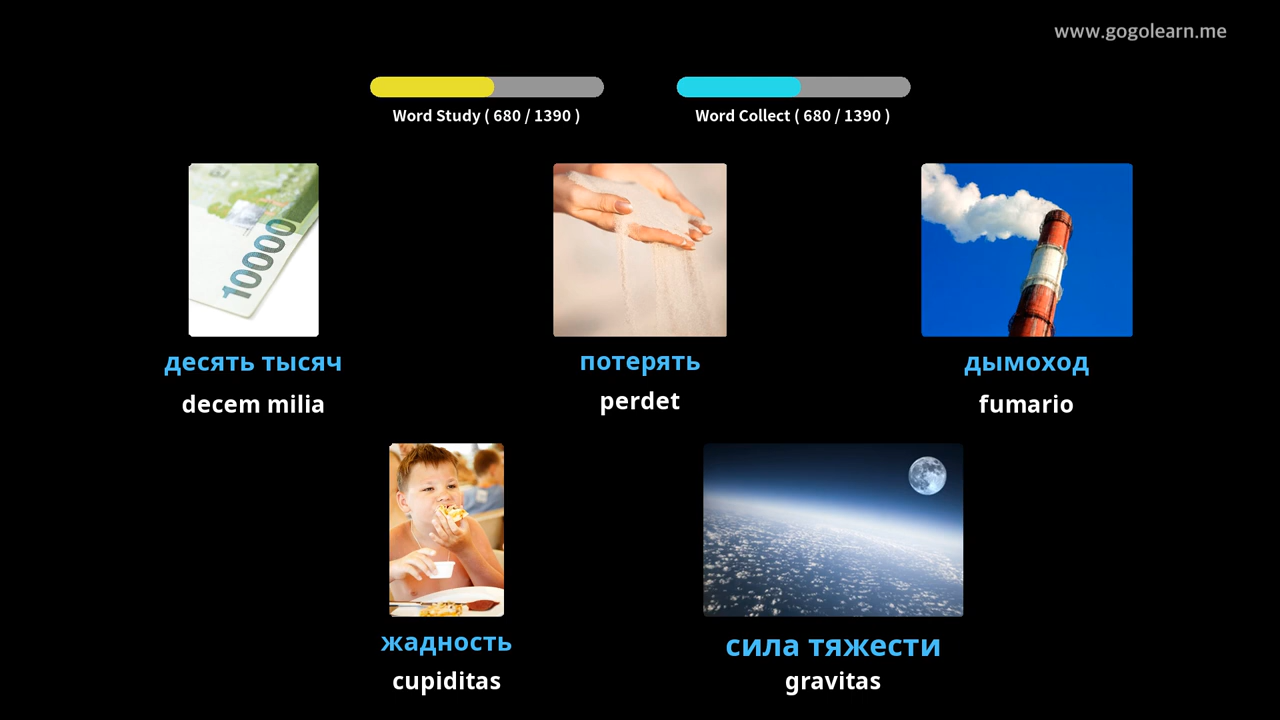 www.gogolearn.me
Word Study ( 680 / 1390 )
Word Collect ( 680 / 1390 )
10000
десять тысяч
decem milia
потерять
perdet
дымоход
fumario
жадность
cupiditas
сила тяжести
gravitas